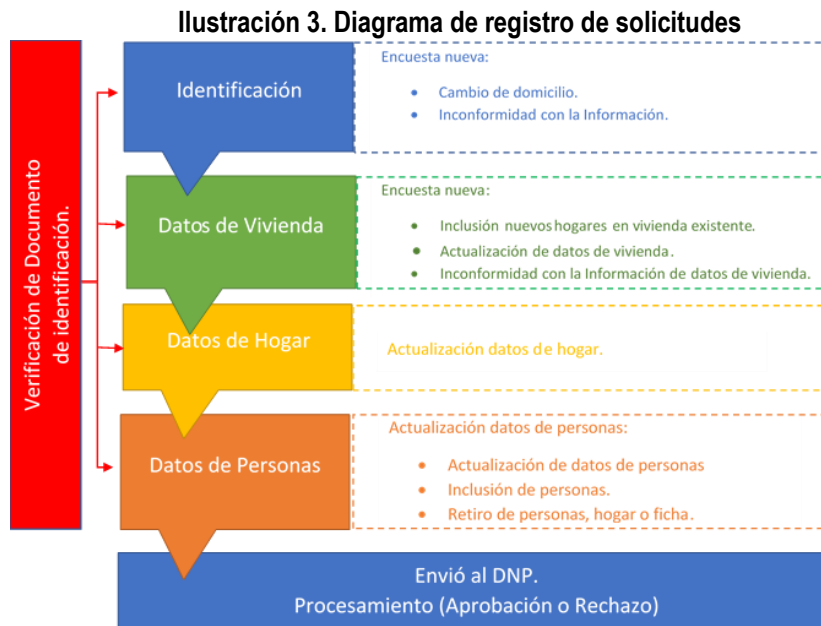 Ilustración 3. Diagrama de registro de solicitudes
Verificación de Documento
de identificación.
Identificación
Encuesta nueva:
• Cambio de domicilio.
• Inconformidad con la Información.
Datos de Vivienda
Encuesta nueva:
• Inclusión nuevos hogares en vivienda existente.
• Actualización de datos de vivienda.
• Inconformidad con la Información de datos de vivienda.
Datos de Hogar
Actualización datos de hogar.
Datos de Personas
Actualización datos de personas:
• Actualización de datos de personas
• Inclusión de personas.
• Retiro de personas, hogar o ficha.
Envió al DNP.
Procesamiento (Aprobación o Rechazo)